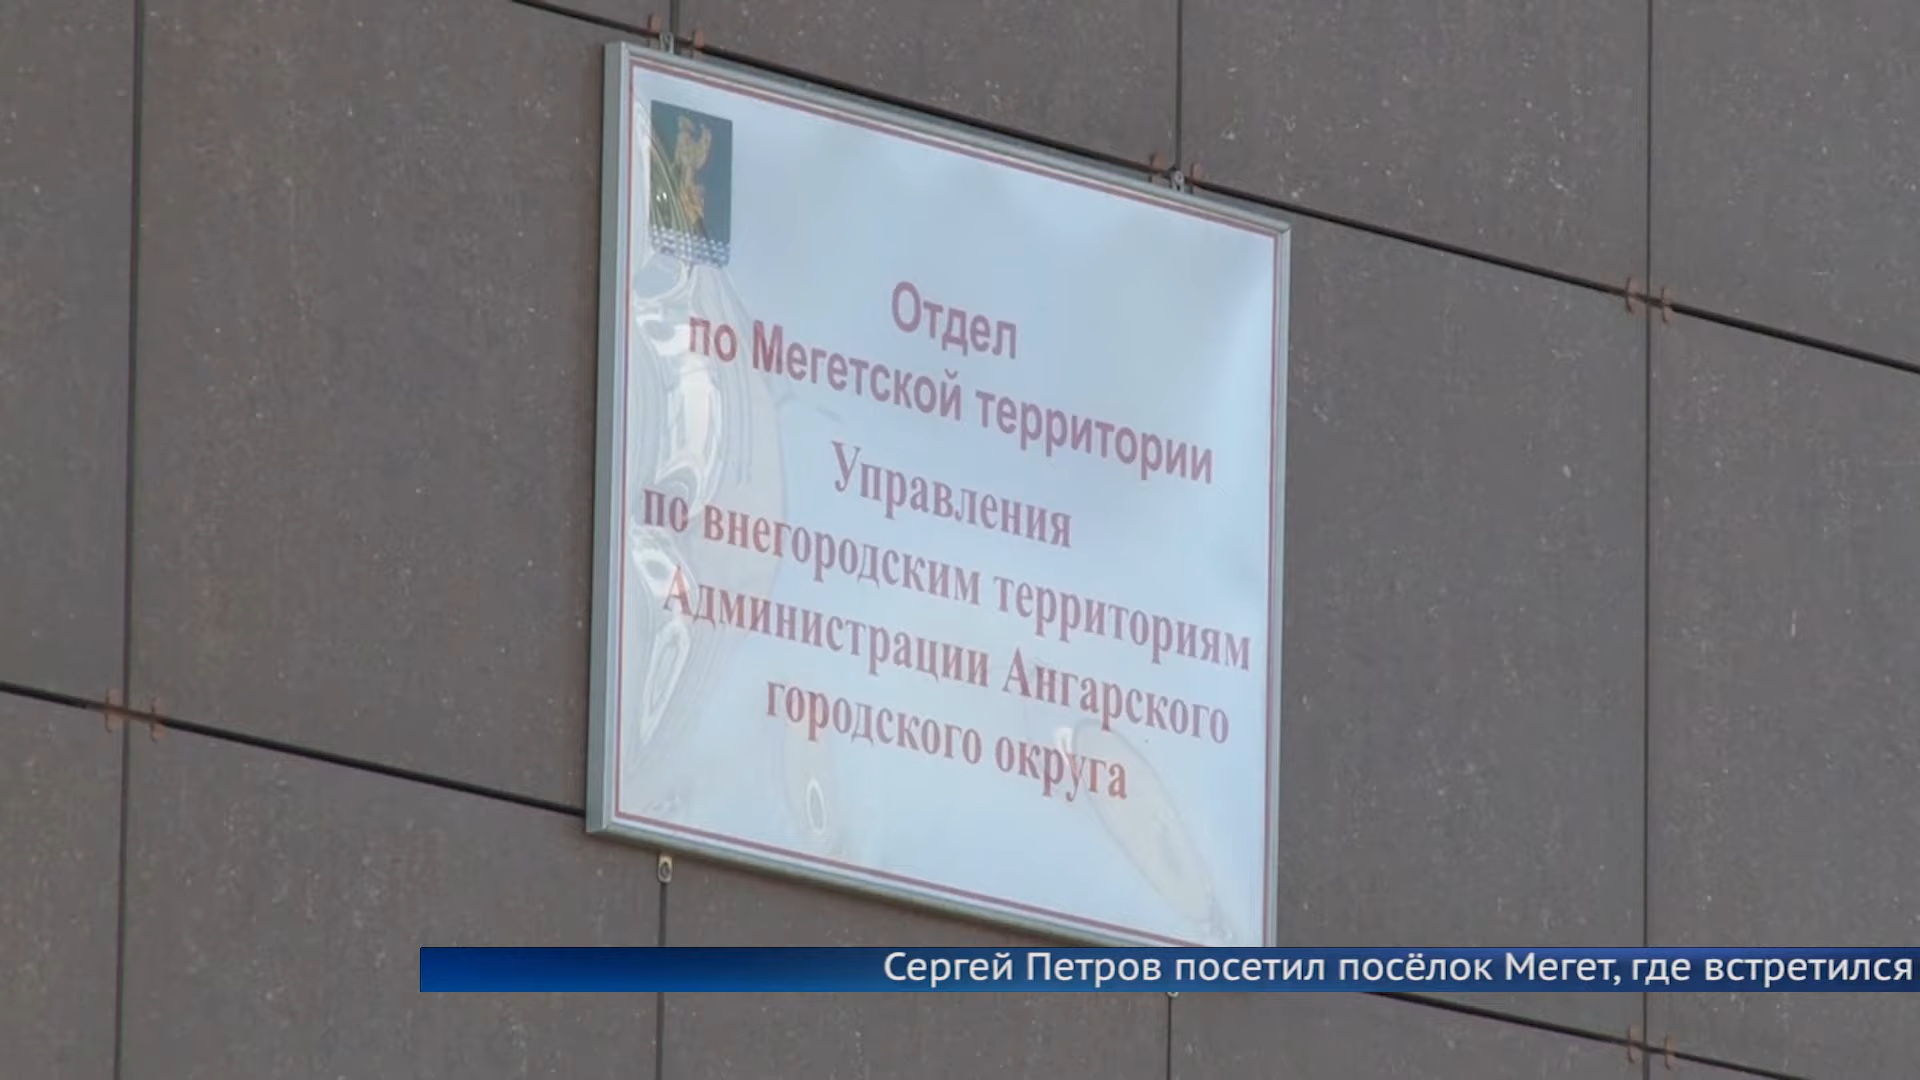 Отдел
по Мегетской территории
Управления
по внегородским территориям
Администрации Ангарского
городского округа
Сергей Петров посетил посёлок Мегет, где встретился